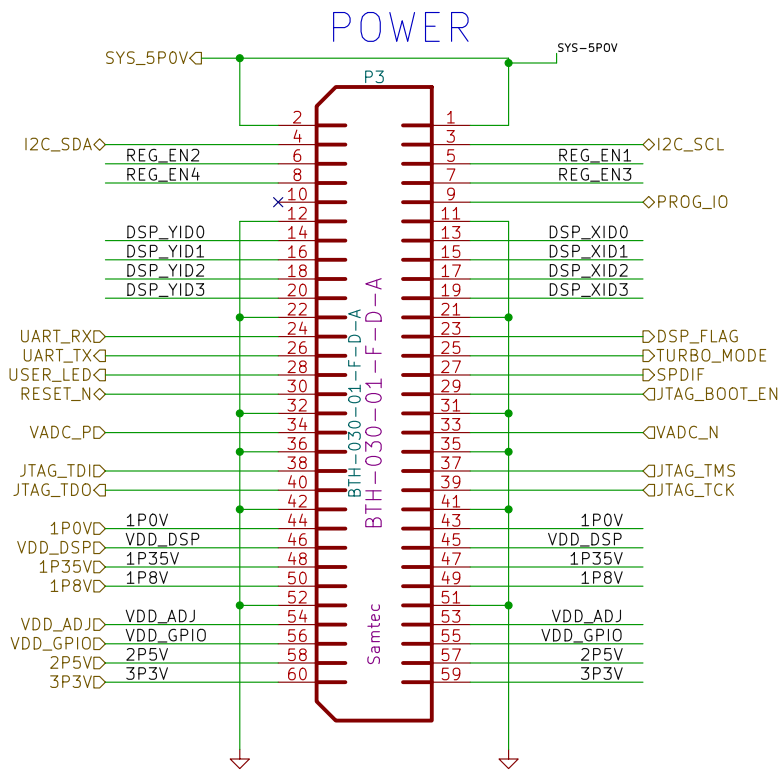 POWER
SYS_5P0V
SYS-5P0V
P3
2 1
I2C_SDA 4 3 I2C_SCL
REG_EN2 6 5 REG_EN1
REG_EN4 8 7 REG_EN3
10 9 PROG_IO
12 11
DSP_YID0 14 13 DSP_XID0
DSP_YID1 16 15 DSP_XID1
DSP_YID2 18 17 DSP_XID2
DSP_YID3 20 19 DSP_XID3
22 21
UART_RX 24 23 DSP_FLAG
UART_TX 26 25 TURBO_MODE
USER_LED 28 27 SPDIF
RESET_N 30 29 JTAG_BOOT_EN
32 31
VADC_P 34 33 VADC_N
36 35
JTAG_TDI 38 37 JTAG_TMS
JTAG_TDO 40 39 JTAG_TCK
42 41
1P0V 1P0V 44 43 1P0V
VDD_DSP VDD_DSP 46 45 VDD_DSP
1P35V 1P35V 48 47 1P35V
1P8V 1P8V 50 49 1P8V
52 51
VDD_ADJ VDD_ADJ 54 53 VDD_ADJ
VDD_GPIO VDD_GPIO 56 55 VDD_GPIO
2P5V 2P5V 58 57 2P5V
3P3V 3P3V 60 59 3P3V
BTH-030-01-F-D-A
BTH-030-01-F-D-A
Samtec